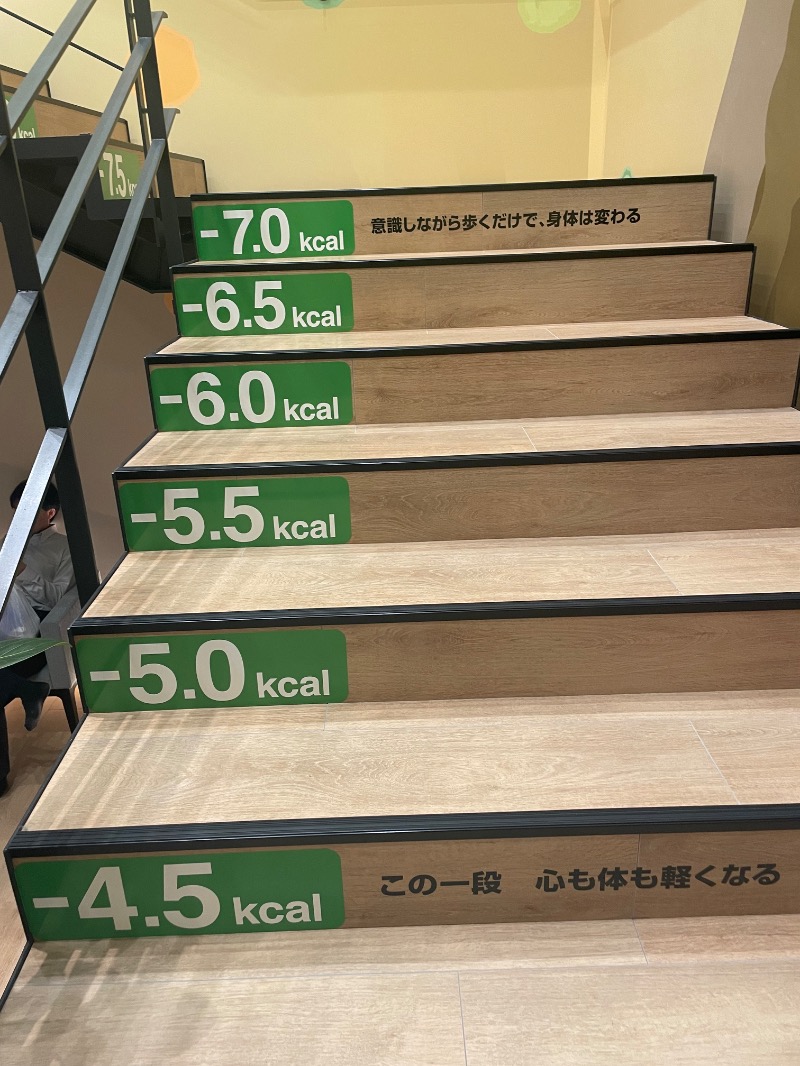 -7.5
-7.0 kcal 意識しながら歩くだけで、身体は変わる
-6.5 kcal
-6.0 kcal
-5.5 kcal
-5.0 kcal
-4.5 kcal この一段 心も体も軽くなる